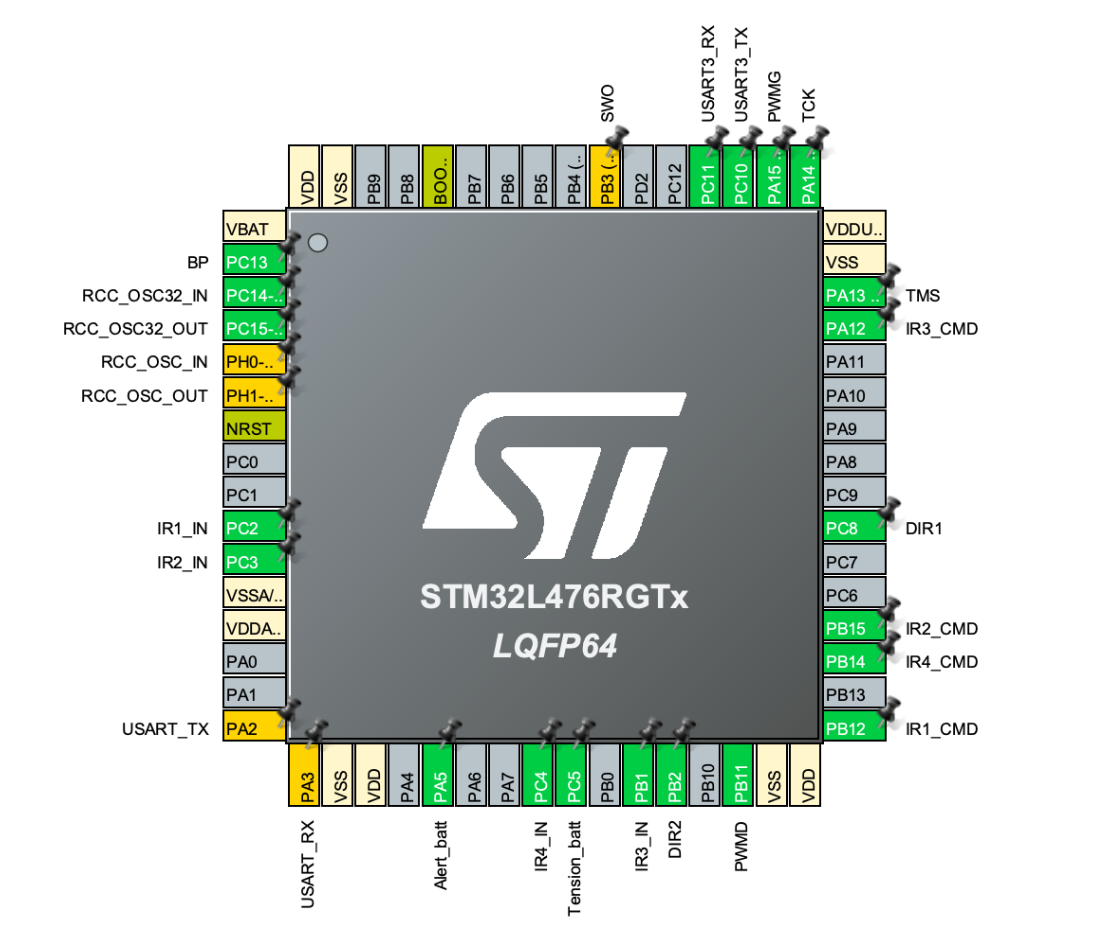 USART3_RX
USART3_TX
PWMG
TCK
SWO
VDD
VSS
PB9
PB8
BOO..
PB7
PB6
PB5
PB4 (..
PB3 (..
PD2
PC12
PC11
PC10
PA15 ..
PA14 ..
VBAT
BP PC13
RCC_OSC32_IN PC14-..
RCC_OSC32_OUT PC15-..
RCC_OSC_IN PH0-..
RCC_OSC_OUT PH1-..
NRST
PC0
PC1
IR1_IN PC2
IR2_IN PC3
VSSA/..
VDDA..
PA0
PA1
USART_TX PA2
VDDU..
VSS
PA13 .. TMS
PA12 IR3_CMD
PA11
PA10
PA9
PA8
PC9
PC8 DIR1
PC7
PC6
PB15 IR2_CMD
PB14 IR4_CMD
PB13
PB12 IR1_CMD
ST
STM32L476RGTx
LQFP64
PA3
VSS
VDD
PA4
PA5
PA6
PA7
PC4
PC5
PB0
PB1
PB2
PB10
PB11
VSS
VDD
USART_RX
Alert_batt
IR4_IN
Tension_batt
IR3_IN
DIR2
PWMD